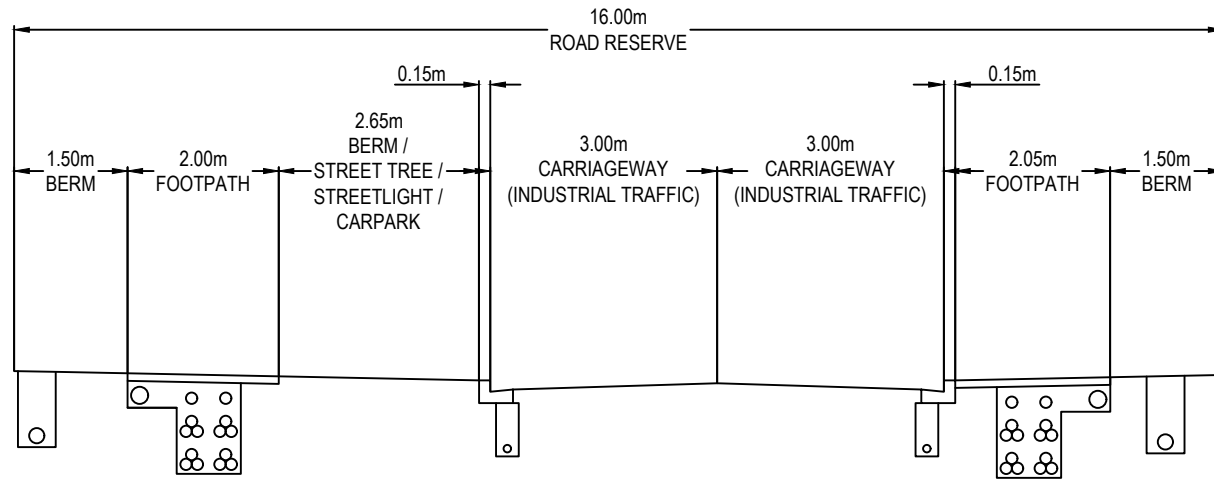 16.00m
ROAD RESERVE
0.15m
0.15m
2.65m
BERM /
STREET TREE /
STREETLIGHT /
CARPARK
1.50m
BERM
2.00m
FOOTPATH
3.00m
CARRIAGEWAY
(INDUSTRIAL TRAFFIC)
3.00m
CARRIAGEWAY
(INDUSTRIAL TRAFFIC)
2.05m
FOOTPATH
1.50m
BERM